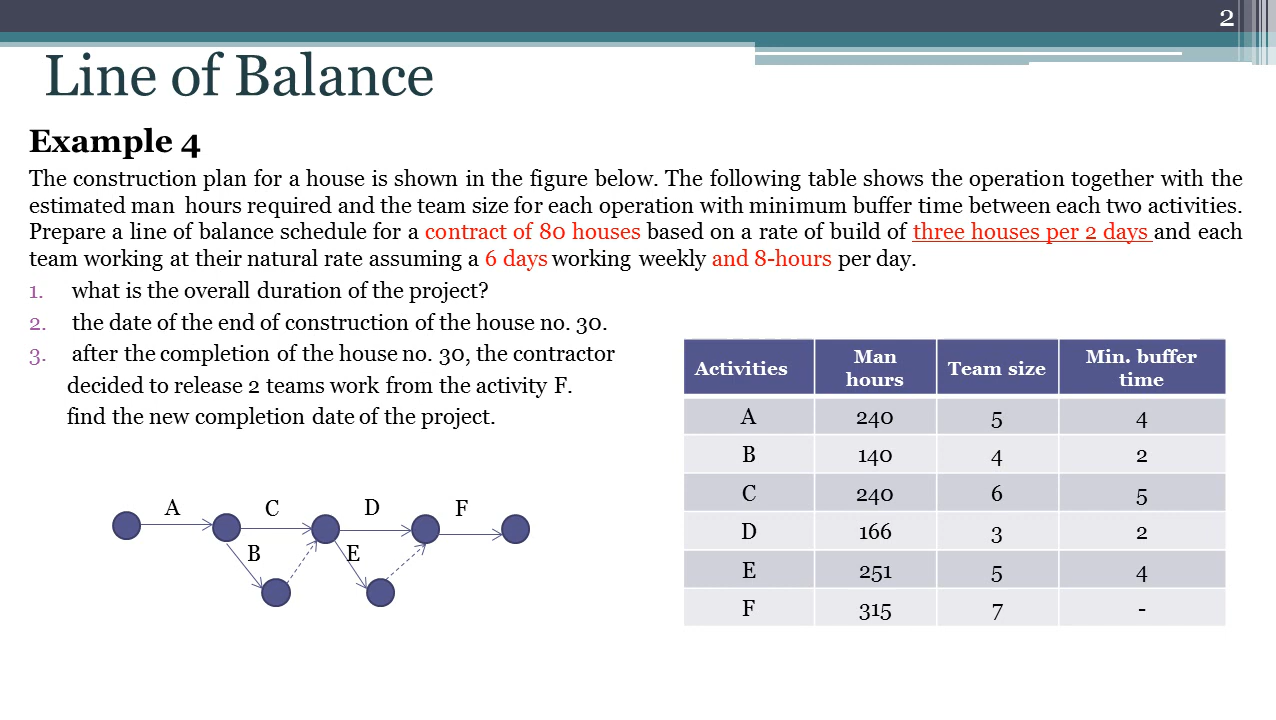 2
Line of Balance
Example 4
The construction plan for a house is shown in the figure below. The following table shows the operation together with the
estimated man hours required and the team size for each operation with minimum buffer time between each two activities.
Prepare a line of balance schedule for a contract of 80 houses based on a rate of build of three houses per 2 days and each
team working at their natural rate assuming a 6 days working weekly and 8-hours per day.
1. what is the overall duration of the project?
2. the date of the end of construction of the house no. 30.
3. after the completion of the house no. 30, the contractor
decided to release 2 teams work from the activity F.
find the new completion date of the project.
Activities Man hours Team size Min. buffer time
A 240 5 4
B 140 4 2
C 240 6 5
D 166 3 2
E 251 5 4
F 315 7 -
A C D F
B E